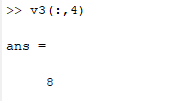 >> v3(:,4)
ans =
8